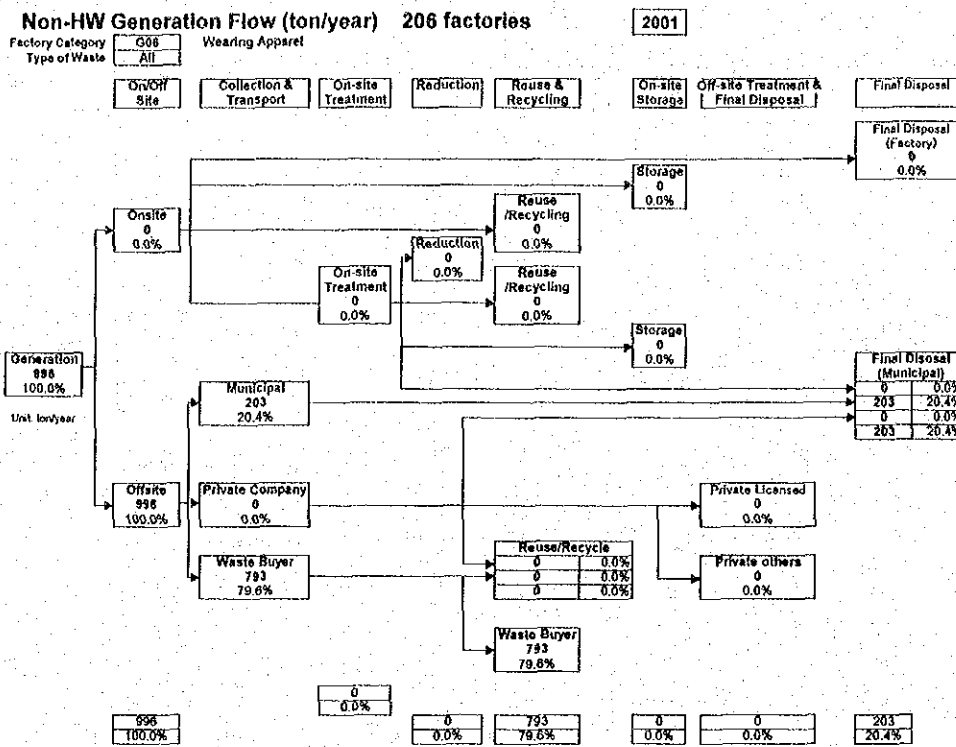 Non-HW Generation Flow (ton/year) 206 factories 2001
Factory Category G06 Wearing Apparel
Type of Waste All
On/Off Site
Collection & Transport
On-site Treatment
Reduction
Reuse & Recycling
On-site Storage
Off-site Treatment & Final Disposal
Final Disposal
Final Disposal
(Factory)
0
0.0%
Storage
0
0.0%
Onsite
0
0.0%
Reuse
/Recycling
0
0.0%
Reduction
0
0.0%
On-site
Treatment
0
0.0%
Reuse
/Recycling
0
0.0%
Storage
0
0.0%
Generation
996
100.0%
Unit: ton/year
Municipal
203
20.4%
Final Disosal
(Municipal)
0 0.0%
203 20.4%
0 0.0%
203 20.4%
Offsite
996
100.0%
Private Company
0
0.0%
Private Licensed
0
0.0%
Waste Buyer
793
79.6%
Reuse/Recycle
0 0.0%
0 0.0%
0 0.0%
Private others
0
0.0%
Waste Buyer
793
79.6%
0
0.0%
996 0 793 0 0 203
100.0% 0.0% 79.6% 0.0% 0.0% 20.4%